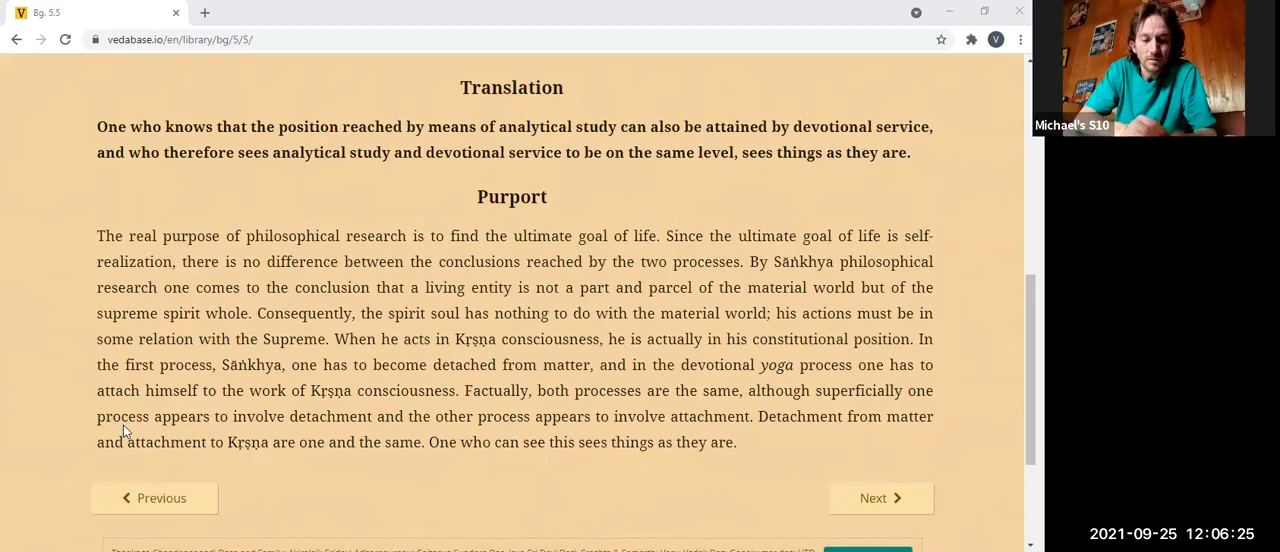 Bg. 5.5
vedabase.io/en/library/bg/5/5/
V
Translation
One who knows that the position reached by means of analytical study can also be attained by devotional service,
and who therefore sees analytical study and devotional service to be on the same level, sees things as they are.
Purport
The real purpose of philosophical research is to find the ultimate goal of life. Since the ultimate goal of life is self-
realization, there is no difference between the conclusions reached by the two processes. By Sāṅkhya philosophical
research one comes to the conclusion that a living entity is not a part and parcel of the material world but of the
supreme spirit whole. Consequently, the spirit soul has nothing to do with the material world; his actions must be in
some relation with the Supreme. When he acts in Kṛṣṇa consciousness, he is actually in his constitutional position. In
the first process, Sāṅkhya, one has to become detached from matter, and in the devotional yoga process one has to
attach himself to the work of Kṛṣṇa consciousness. Factually, both processes are the same, although superficially one
process appears to involve detachment and the other process appears to involve attachment. Detachment from matter
and attachment to Kṛṣṇa are one and the same. One who can see this sees things as they are.
Previous
Next
Michael's S10
2021-09-25 12:06:25